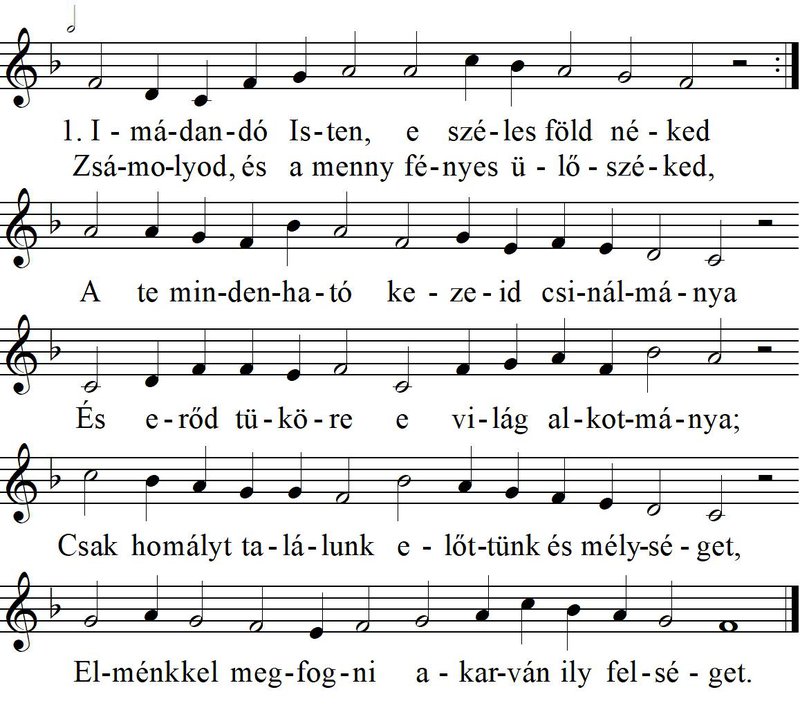 1. I - má-dan-dó Is-ten, e szé-les föld né - ked
Zsá-mo-lyod, és a menny fé-nyes ü - lő - szé-ked,
A te min-den-ha-tó ke - ze-id csi-nál-má-nya
És e-rőd tü-kö-re e vi-lág al-kot-má-nya;
Csak homályt ta-lá-lunk e - lőt-tünk és mély-sé - get,
El-ménkkel meg-fog-ni a - kar-ván ily fel-sé - get.